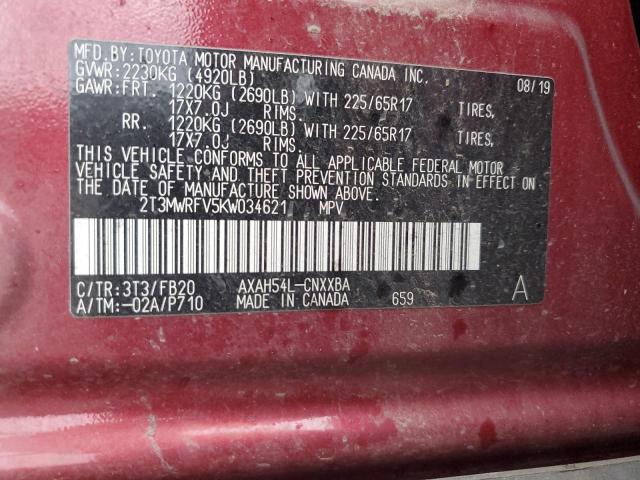 MFD.BY:TOYOTA MOTOR MANUFACTURING CANADA INC.
GVWR:2230KG (4920LB) 08/19
GAWR:FRT. 1220KG (2690LB) WITH 225/65R17 TIRES,
17X7.0J RIMS.
RR. 1220KG (2690LB) WITH 225/65R17 TIRES,
17X7.0J RIMS.
THIS VEHICLE CONFORMS TO ALL APPLICABLE FEDERAL MOTOR
VEHICLE SAFETY AND THEFT PREVENTION STANDARDS IN EFFECT ON
THE DATE OF MANUFACTURE SHOWN ABOVE.
2T3MWRFV5KW034621 MPV
C/TR:3T3/FB20 AXAH54L-CNXXBA
A/TM:-02A/P710 MADE IN CANADA 659 A